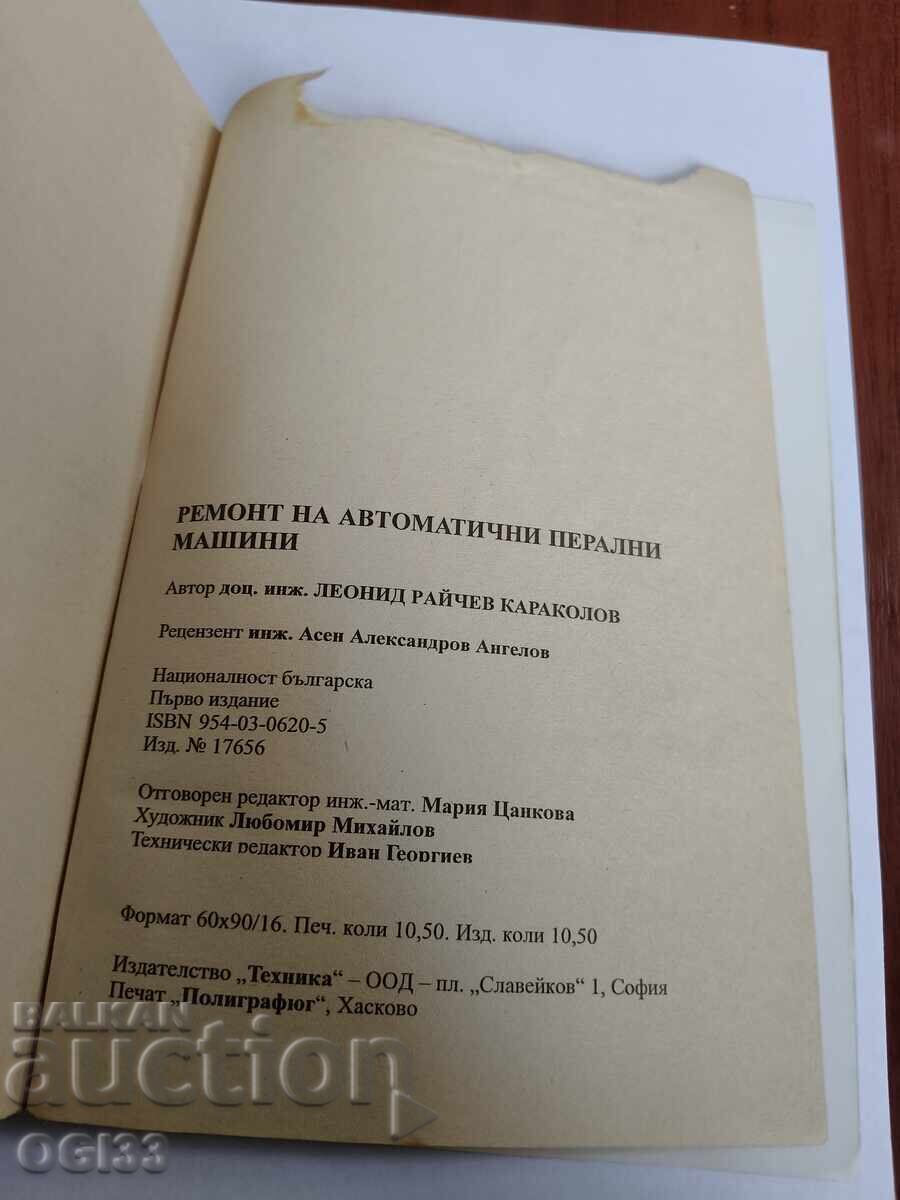 РЕМОНТ НА АВТОМАТИЧНИ ПЕРАЛНИ
МАШИНИ
Автор доц. инж. ЛЕОНИД РАЙЧЕВ КАРАКОЛОВ
Рецензент инж. Асен Александров Ангелов
Националност българска
Първо издание
ISBN 954-03-0620-5
Изд. № 17656
Отговорен редактор инж.-мат. Мария Цанкова
Художник Любомир Михайлов
Технически редактор Иван Георгиев
Формат 60x90/16. Печ. коли 10,50. Изд. коли 10,50
Издателство „Техника“ – ООД – пл. „Славейков“ 1, София
Печат „Полиграфюг“, Хасково
BALKAN
auction
OGI33